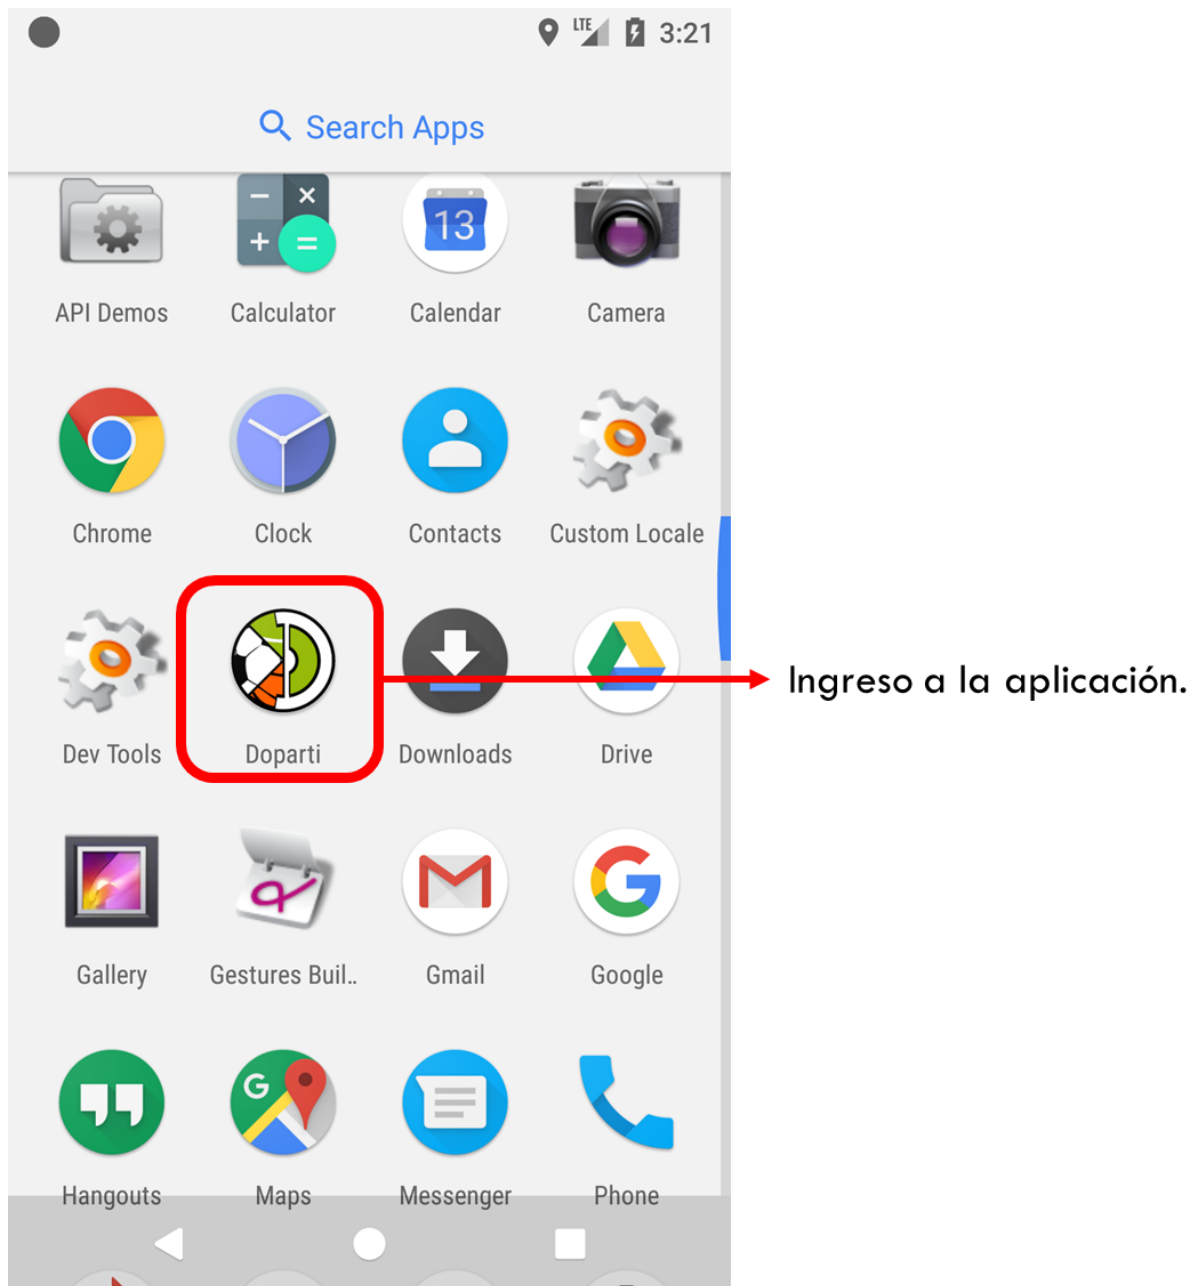 LTE 3:21
Search Apps
13
API Demos Calculator Calendar Camera
Chrome Clock Contacts Custom Locale
Ingreso a la aplicación.
Dev Tools Doparti Downloads Drive
Gallery Gestures Buil.. Gmail Google
Hangouts Maps Messenger Phone